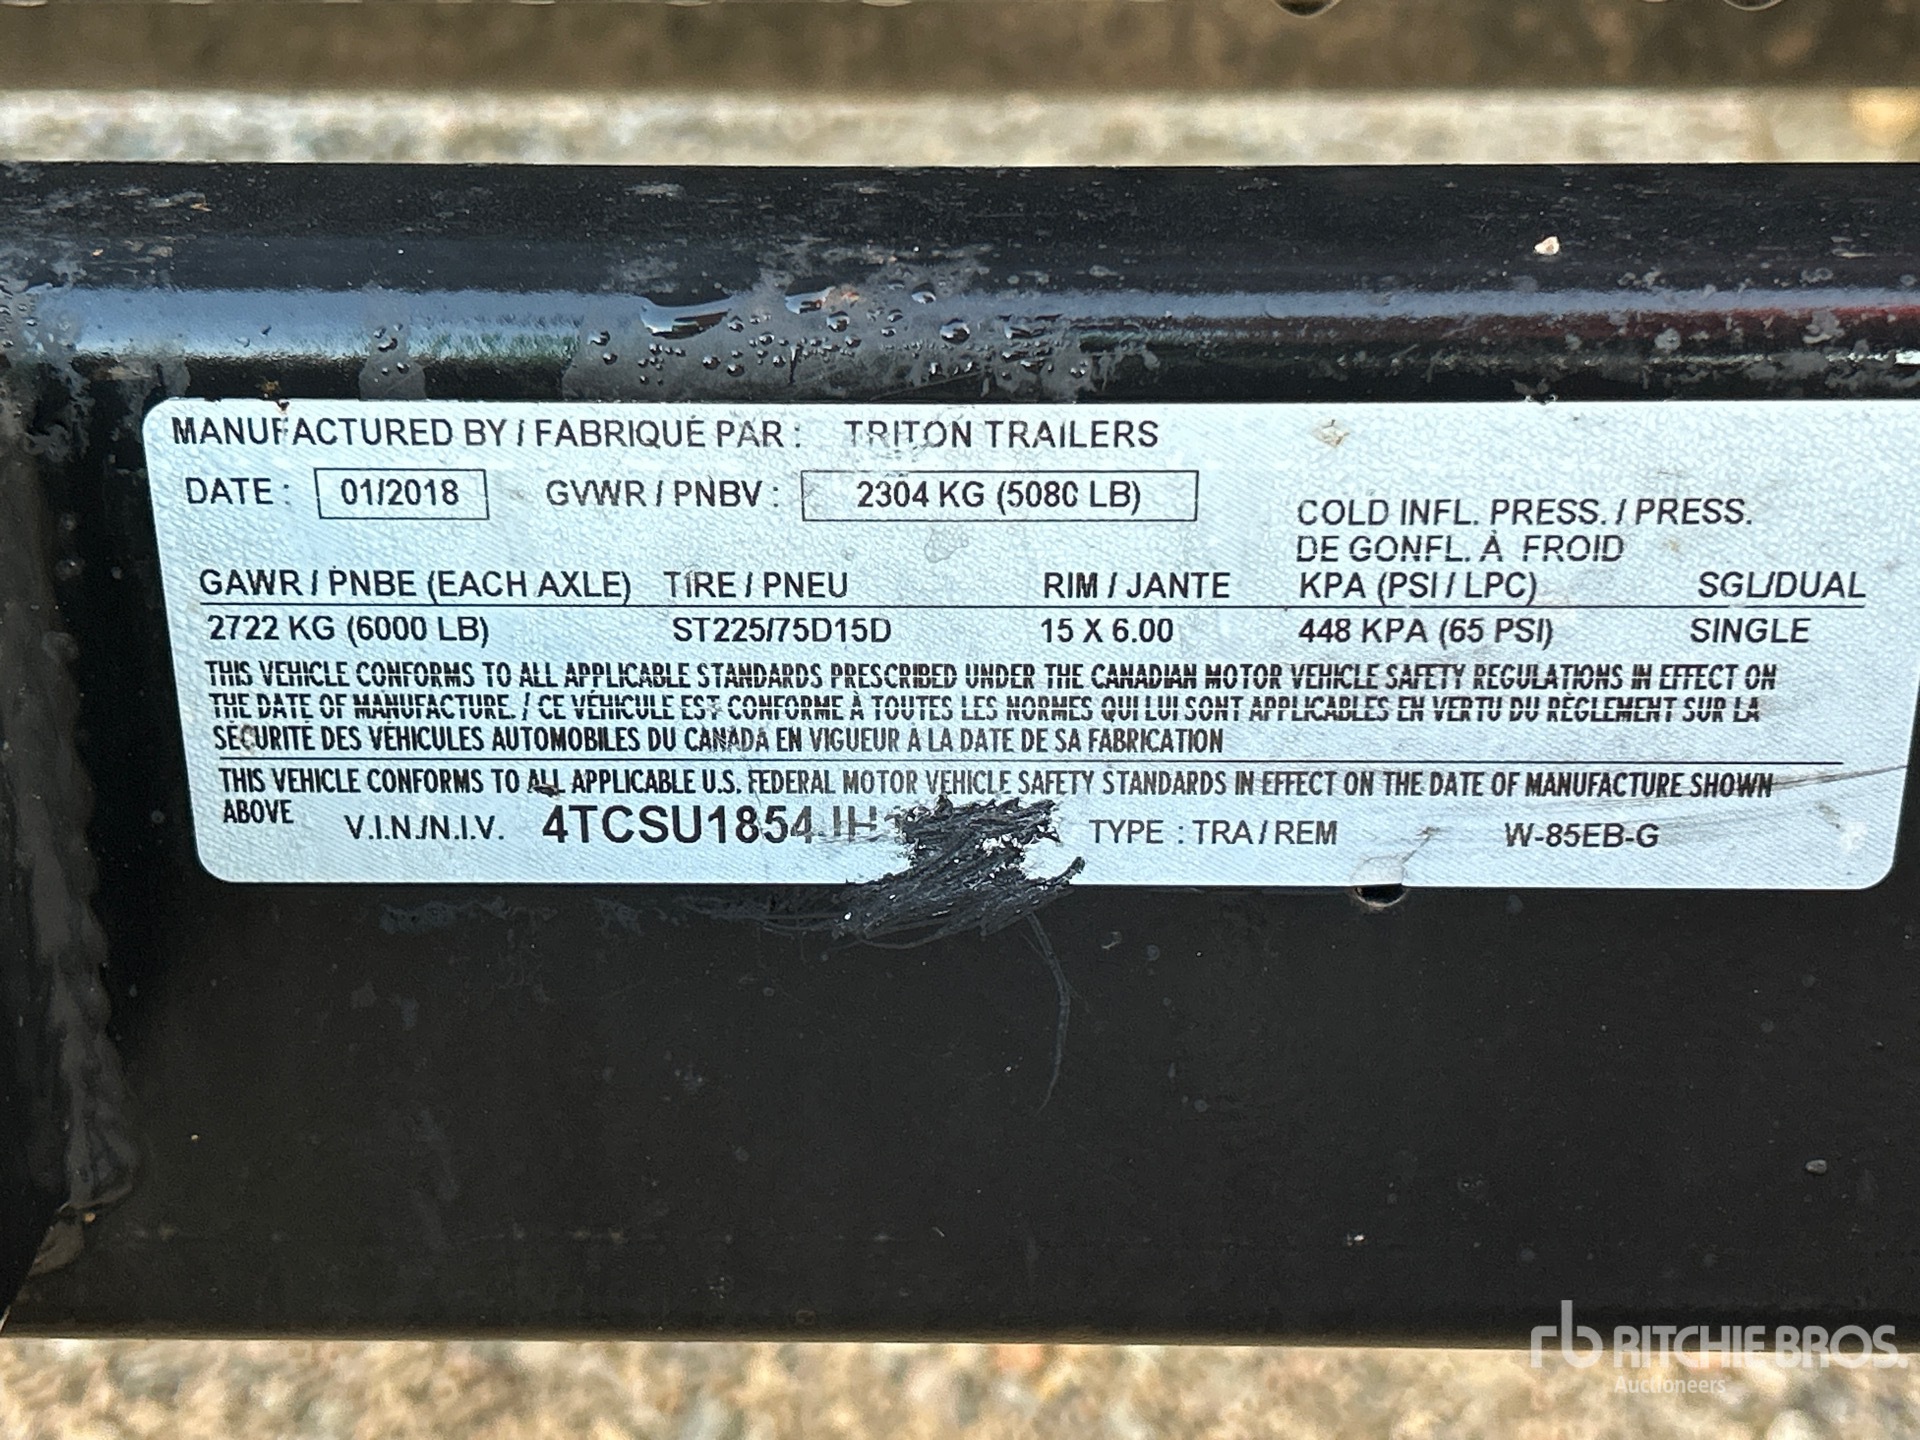 MANUFACTURED BY / FABRIQUÉ PAR : TRITON TRAILERS
DATE : 01/2018 GVWR / PNBV : 2304 KG (5080 LB)
COLD INFL. PRESS. / PRESS.
DE GONFL. À FROID
GAWR / PNBE (EACH AXLE) TIRE / PNEU RIM / JANTE KPA (PSI / LPC) SGL/DUAL
2722 KG (6000 LB) ST225/75D15D 15 X 6.00 448 KPA (65 PSI) SINGLE
THIS VEHICLE CONFORMS TO ALL APPLICABLE STANDARDS PRESCRIBED UNDER THE CANADIAN MOTOR VEHICLE SAFETY REGULATIONS IN EFFECT ON
THE DATE OF MANUFACTURE. / CE VÉHICULE EST CONFORME À TOUTES LES NORMES QUI LUI SONT APPLICABLES EN VERTU DU RÈGLEMENT SUR LA
SÉCURITÉ DES VÉHICULES AUTOMOBILES DU CANADA EN VIGUEUR À LA DATE DE SA FABRICATION
THIS VEHICLE CONFORMS TO ALL APPLICABLE U.S. FEDERAL MOTOR VEHICLE SAFETY STANDARDS IN EFFECT ON THE DATE OF MANUFACTURE SHOWN
ABOVE V.I.N./N.I.V. TYPE : TRA / REM W-85EB-G
rb RITCHIE BROS.
Auctioneers